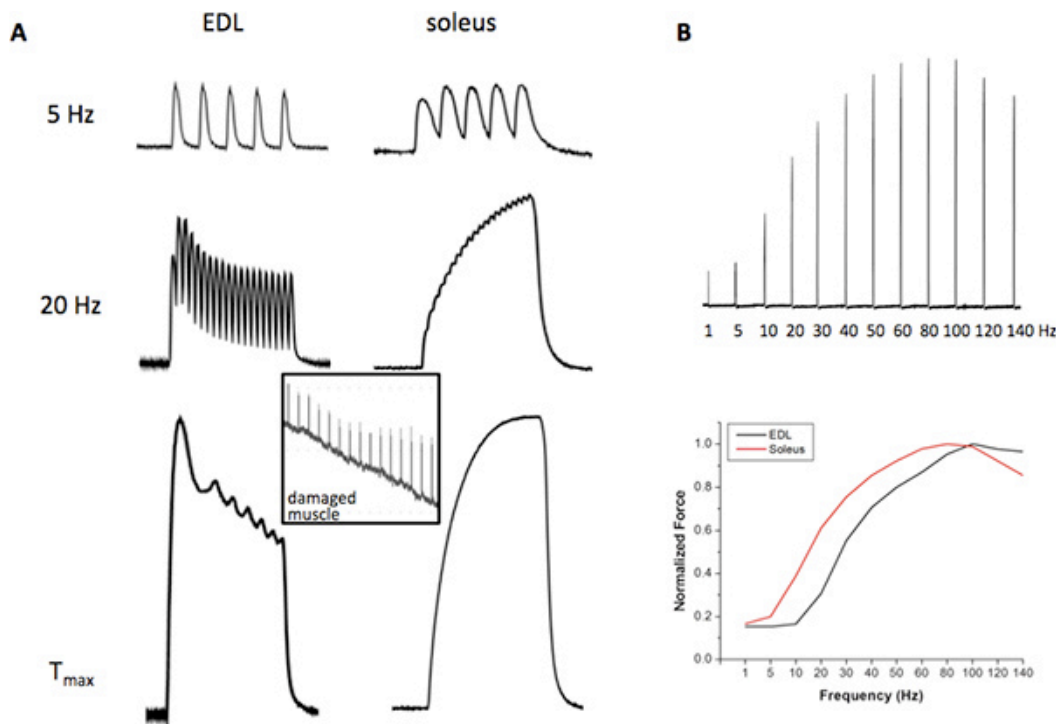 A
EDL
soleus
5 Hz
20 Hz
damaged
muscle
Tmax
B
1 5 10 20 30 40 50 60 80 100 120 140 Hz
EDL
Soleus
Normalized Force
1.0
0.8
0.6
0.4
0.2
0.0
1 5 10 20 30 40 50 60 80 100 120 140
Frequency (Hz)